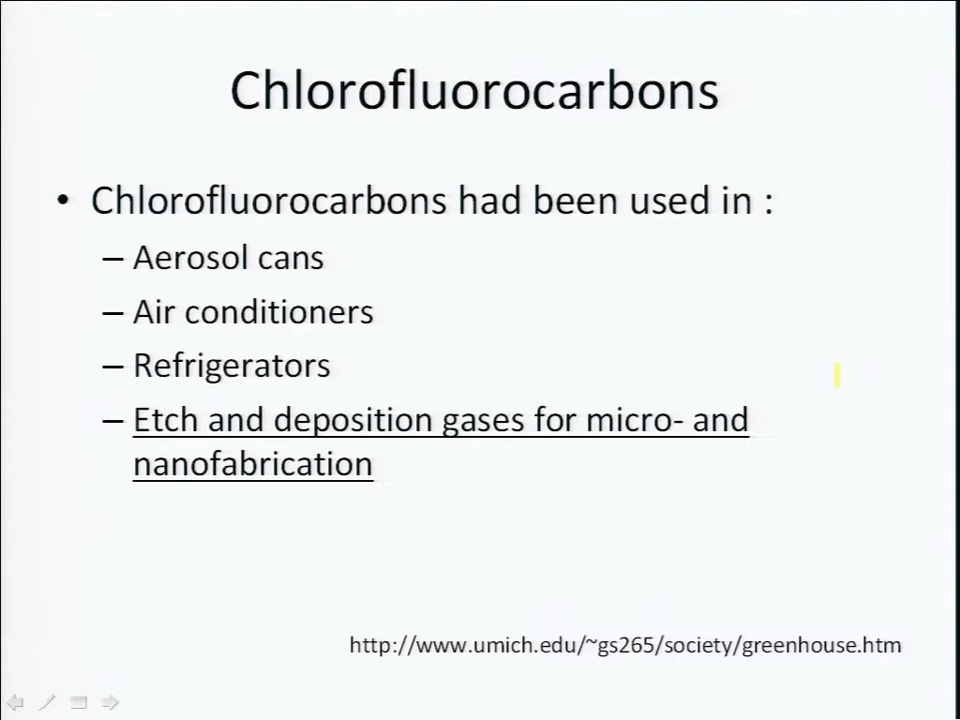 Chlorofluorocarbons
• Chlorofluorocarbons had been used in :
– Aerosol cans
– Air conditioners
– Refrigerators
– Etch and deposition gases for micro- and
nanofabrication
http://www.umich.edu/~gs265/society/greenhouse.htm